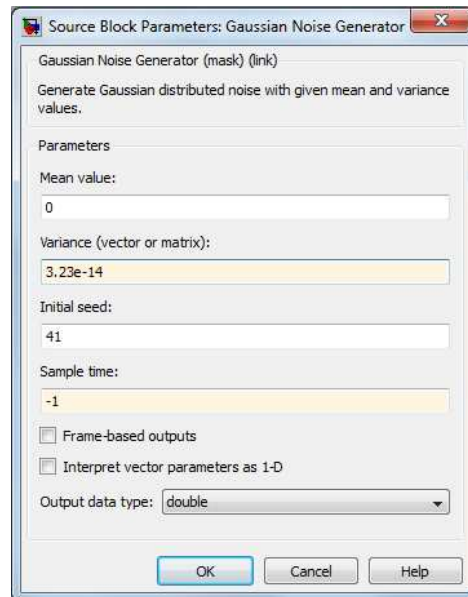 Source Block Parameters: Gaussian Noise Generator
Gaussian Noise Generator (mask) (link)
Generate Gaussian distributed noise with given mean and variance
values.
Parameters
Mean value:
0
Variance (vector or matrix):
3.23e-14
Initial seed:
41
Sample time:
-1
Frame-based outputs
Interpret vector parameters as 1-D
Output data type: double
OK Cancel Help